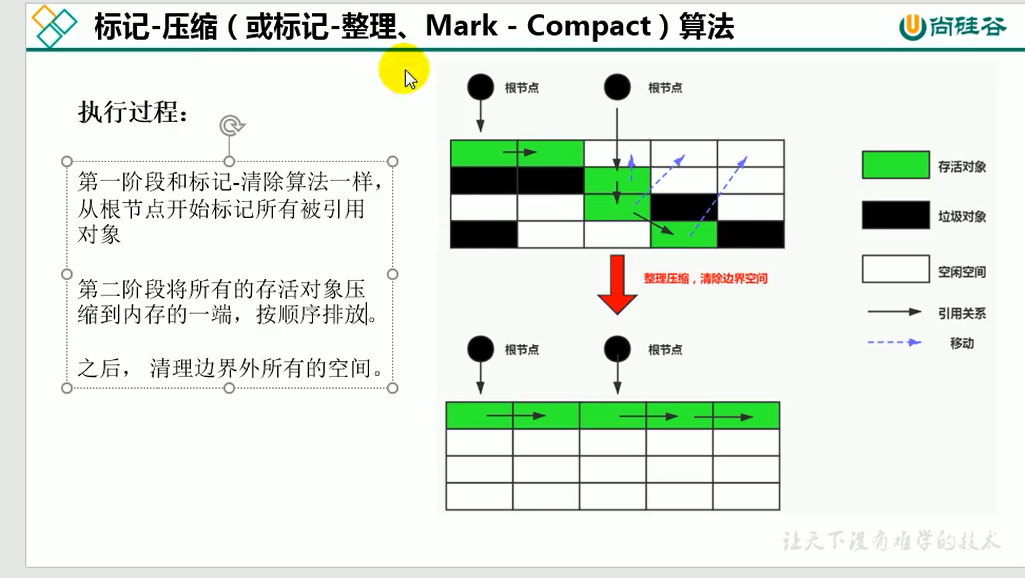 标记-压缩（或标记-整理、Mark - Compact）算法
尚硅谷
执行过程：
第一阶段和标记-清除算法一样，
从根节点开始标记所有被引用
对象
第二阶段将所有的存活对象压
缩到内存的一端，按顺序排放。
之后， 清理边界外所有的空间。
根节点
根节点
存活对象
垃圾对象
空闲空间
引用关系
移动
整理压缩，清除边界空间
根节点
根节点
让天下没有难学的技术